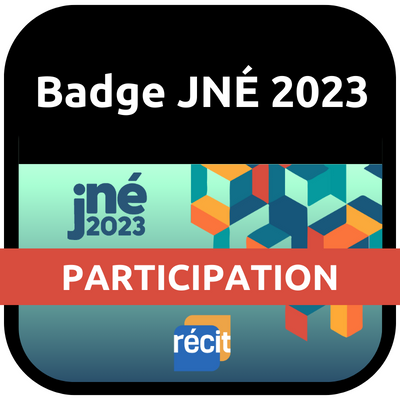 Badge JNÉ 2023
jné
2023
PARTICIPATION
récit